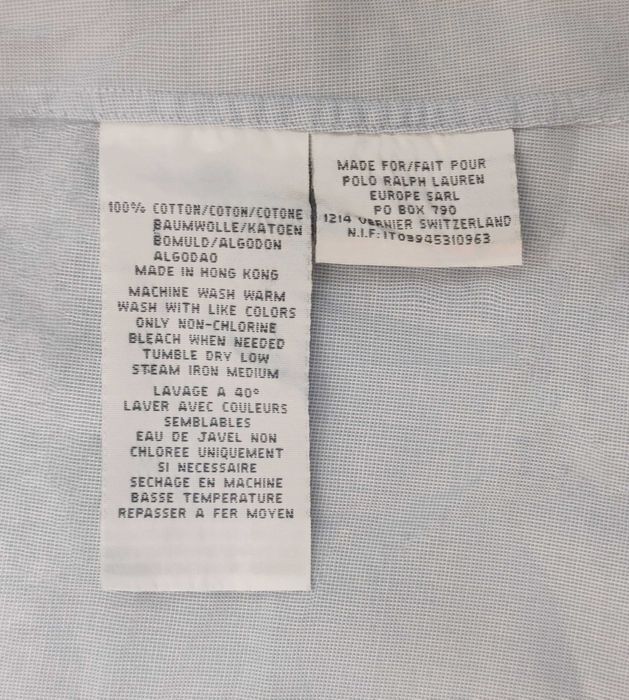 100% COTTON/COTON/COTONE
BAUMWOLLE/KATOEN
BOMULD/ALGODON
ALGODAO
MADE IN HONG KONG
MACHINE WASH WARM
WASH WITH LIKE COLORS
ONLY NON-CHLORINE
BLEACH WHEN NEEDED
TUMBLE DRY LOW
STEAM IRON MEDIUM
LAVAGE A 40°
LAVER AVEC COULEURS
SEMBLABLES
EAU DE JAVEL NON
CHLOREE UNIQUEMENT
SI NECESSAIRE
SECHAGE EN MACHINE
BASSE TEMPERATURE
REPASSER A FER MOYEN
MADE FOR/FAIT POUR
POLO RALPH LAUREN
EUROPE SARL
PO BOX 790
1214 VERNIER SWITZERLAND
N.I.F:IT03945310963